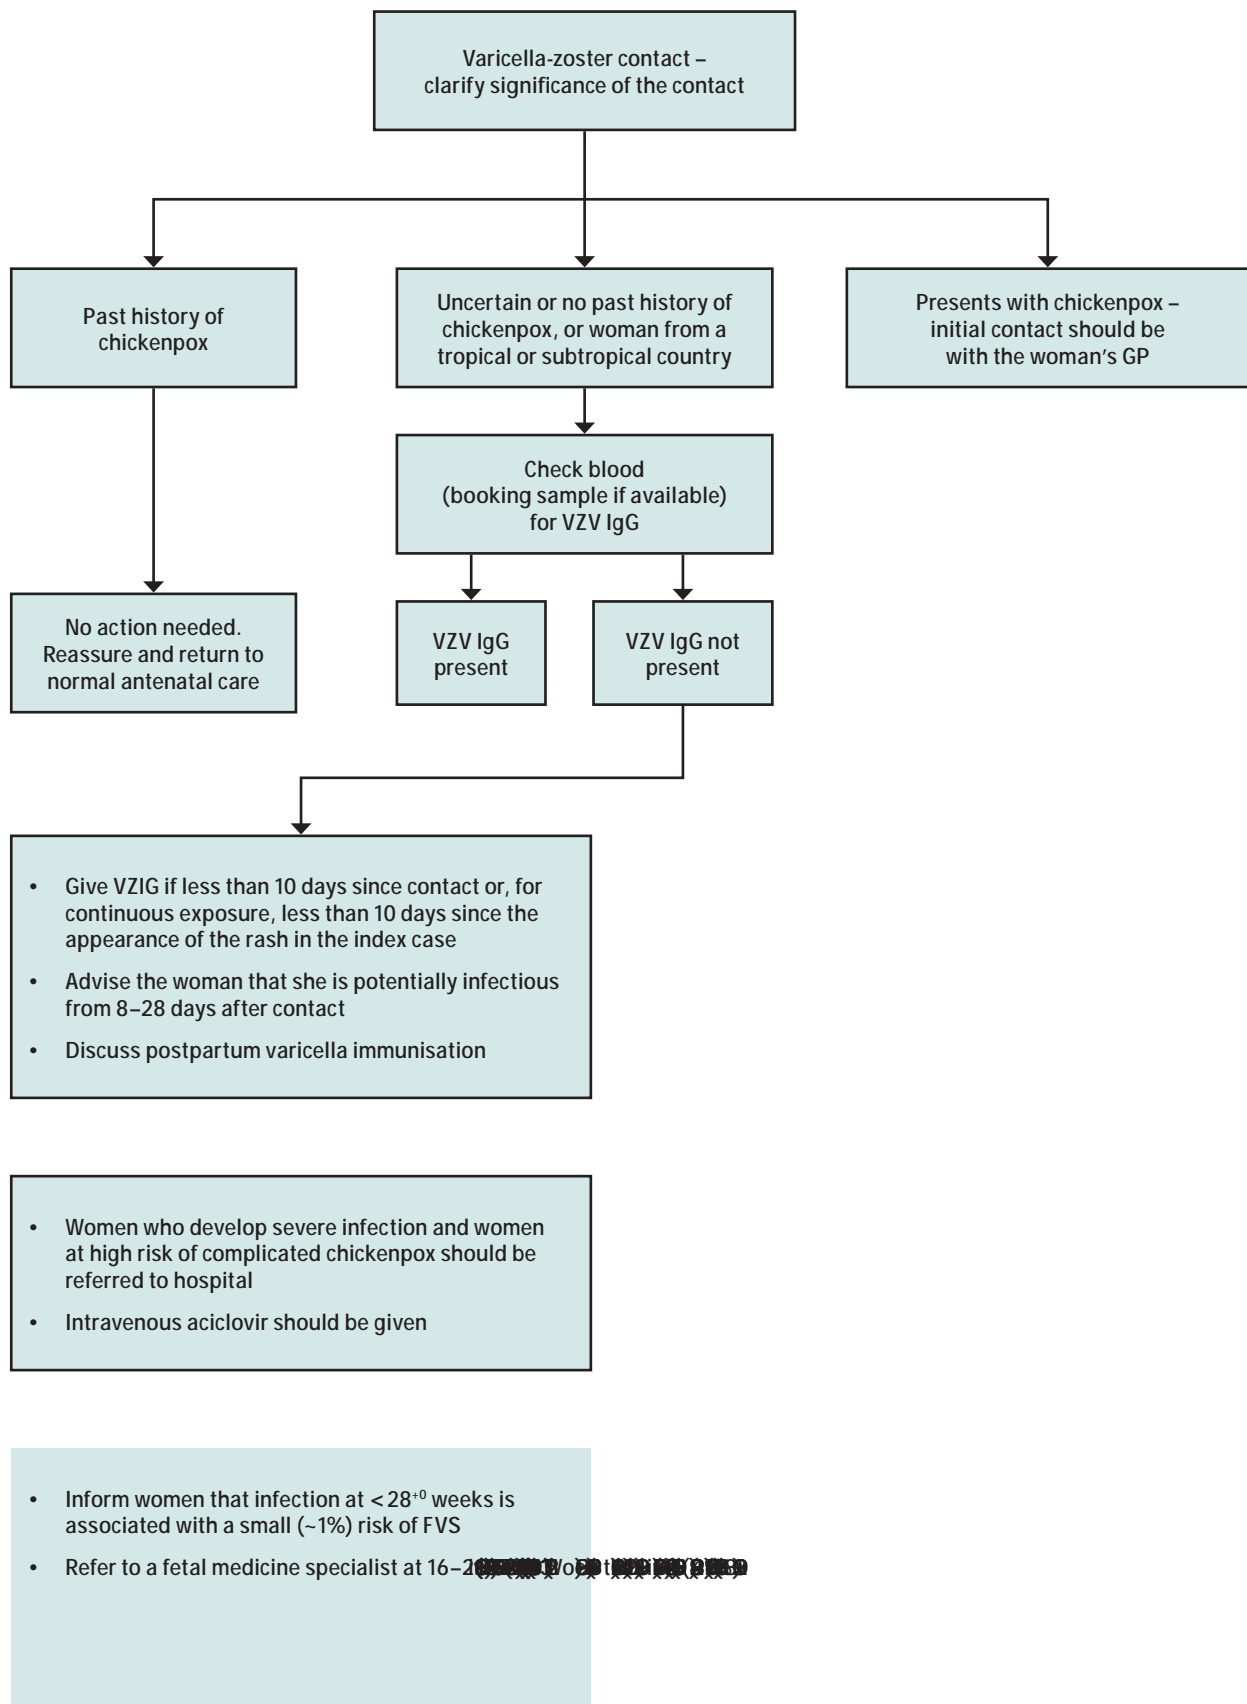 Varicella-zoster contact –
clarify significance of the contact
Past history of
chickenpox
Uncertain or no past history of
chickenpox, or woman from a
tropical or subtropical country
Presents with chickenpox –
initial contact should be
with the woman's GP
Check blood
(booking sample if available)
for VZV IgG
No action needed.
Reassure and return to
normal antenatal care
VZV IgG
present
VZV IgG not
present
• Give VZIG if less than 10 days since contact or, for
continuous exposure, less than 10 days since the
appearance of the rash in the index case
• Advise the woman that she is potentially infectious
from 8–28 days after contact
• Discuss postpartum varicella immunisation
• Women who develop severe infection and women
at high risk of complicated chickenpox should be
referred to hospital
• Intravenous aciclovir should be given
• Inform women that infection at < 28⁺⁰ weeks is
associated with a small (~1%) risk of FVS
• Refer to a fetal medicine specialist at